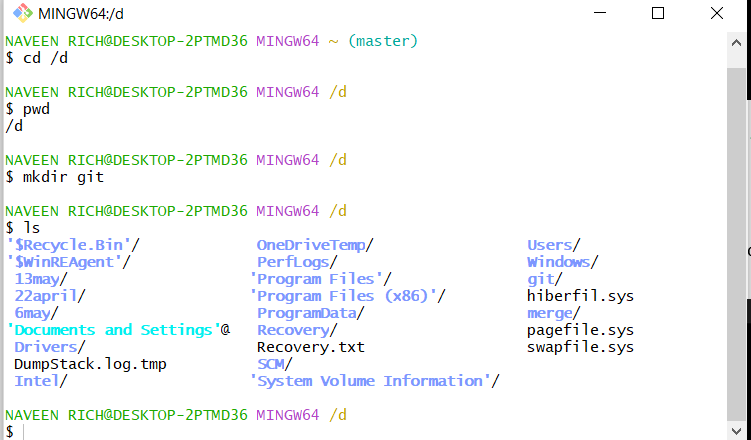 MINGW64:/d
NAVEEN RICH@DESKTOP-2PTMD36 MINGW64 ~ (master)
$ cd /d
NAVEEN RICH@DESKTOP-2PTMD36 MINGW64 /d
$ pwd
/d
NAVEEN RICH@DESKTOP-2PTMD36 MINGW64 /d
$ mkdir git
NAVEEN RICH@DESKTOP-2PTMD36 MINGW64 /d
$ ls
'$Recycle.Bin'/ OneDriveTemp/ Users/
'$WinREAgent'/ PerfLogs/ Windows/
13may/ 'Program Files'/ git/
22april/ 'Program Files (x86)'/ hiberfil.sys
6may/ ProgramData/ merge/
'Documents and Settings'@ Recovery/ pagefile.sys
Drivers/ Recovery.txt swapfile.sys
DumpStack.log.tmp SCM/
Intel/ 'System Volume Information'/
NAVEEN RICH@DESKTOP-2PTMD36 MINGW64 /d
$